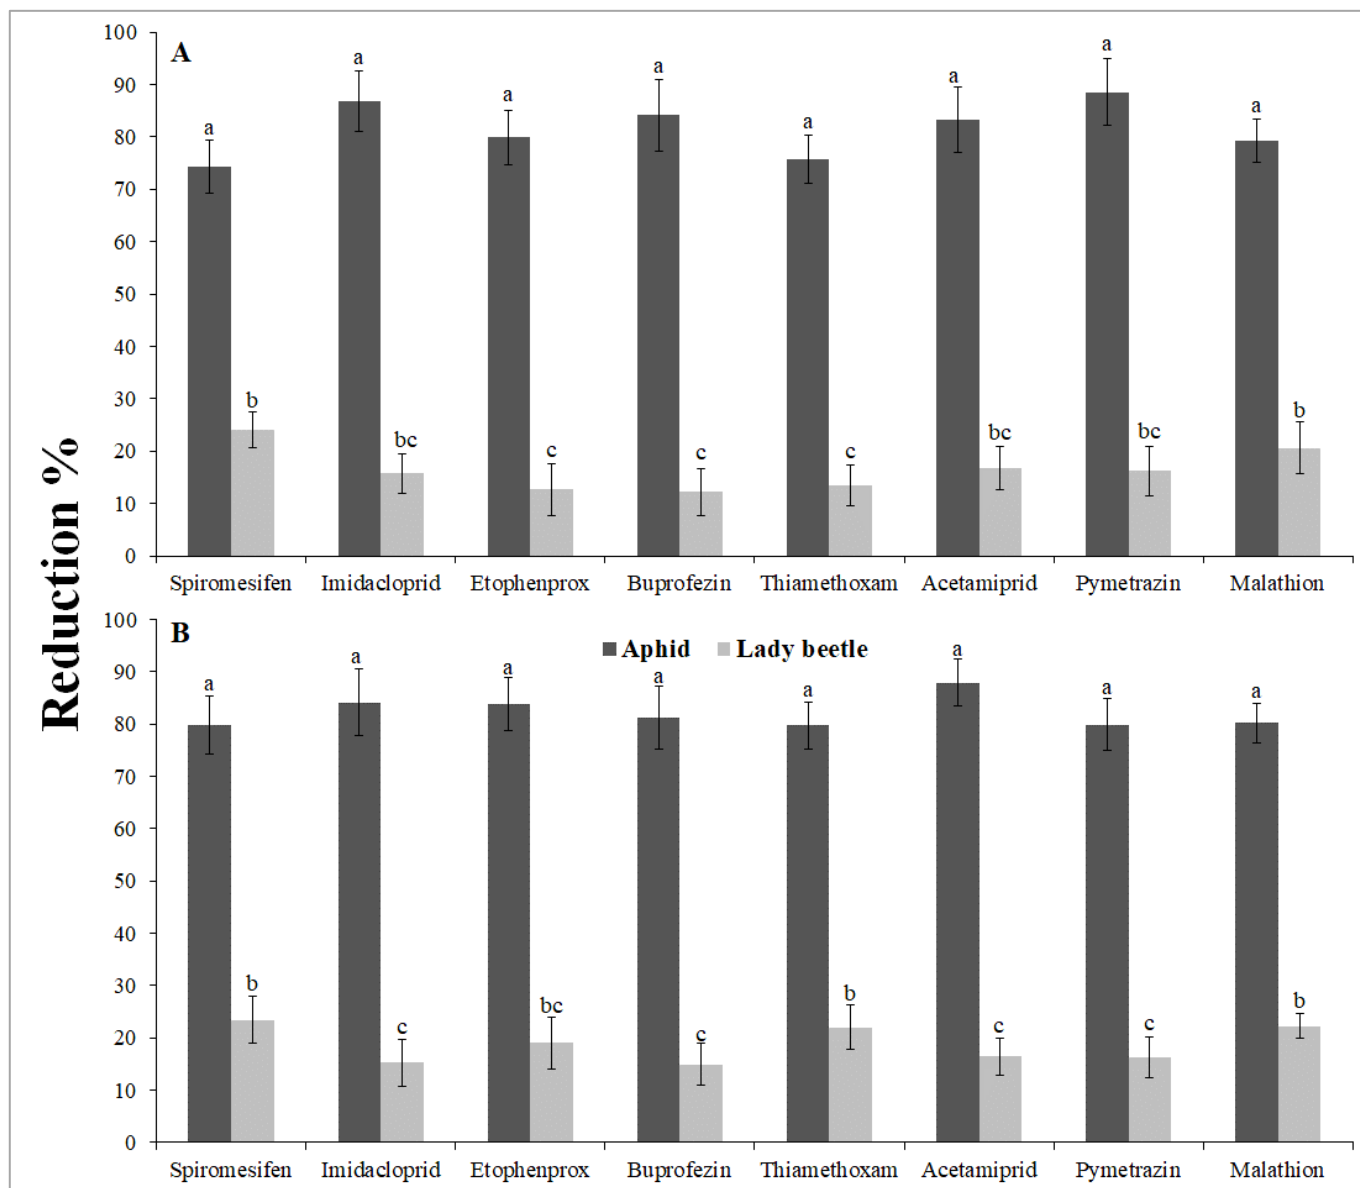 Reduction %
A
100
90
80
70
60
50
40
30
20
10
0
a a a a a a a a
b bc c c c bc bc b
Spiromesifen Imidacloprid Etophenprox Buprofezin Thiamethoxam Acetamiprid Pymetrazin Malathion
B
Aphid Lady beetle
100
90
80
70
60
50
40
30
20
10
0
a a a a a a a a
b c bc c b c c b
Spiromesifen Imidacloprid Etophenprox Buprofezin Thiamethoxam Acetamiprid Pymetrazin Malathion